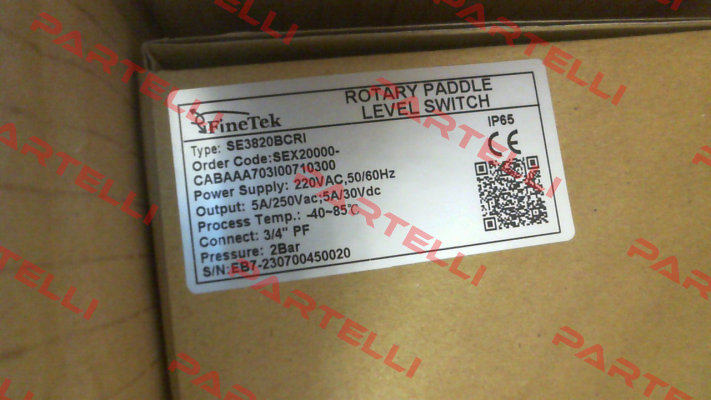 FineTek
ROTARY PADDLE
LEVEL SWITCH
Type: SE3820BCRI
IP65
Order Code:SEX20000-
CABAAA703I00710300
CE
Power Supply: 220VAC,50/60Hz
Output: 5A/250Vac;5A/30Vdc
Process Temp.: -40~85℃
Connect: 3/4" PF
Pressure: 2Bar
S/N:EB7-230700450020
PARTELLI
PARTELLI
PARTELLI
PARTELLI
PARTELLI
PARTELLI